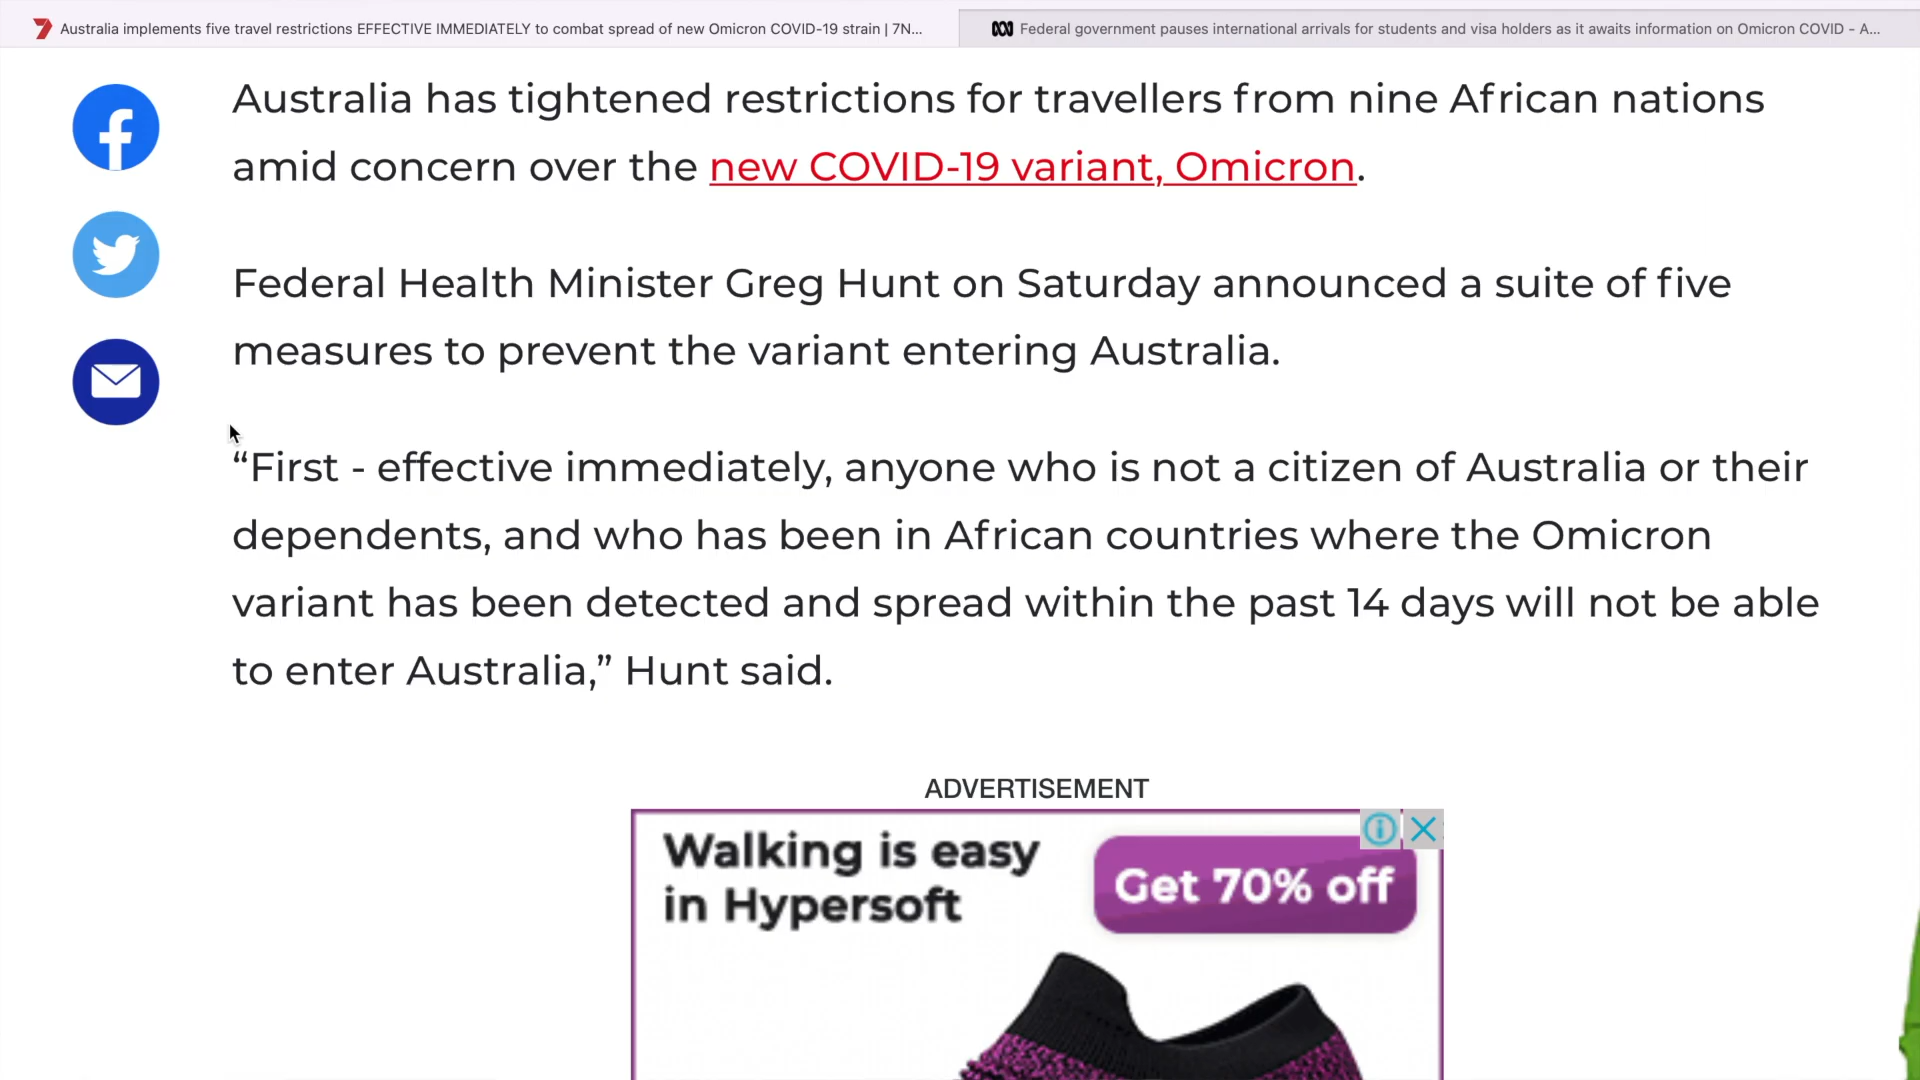 Australia implements five travel restrictions EFFECTIVE IMMEDIATELY to combat spread of new Omicron COVID-19 strain | 7N...
Federal government pauses international arrivals for students and visa holders as it awaits information on Omicron COVID - A...
Australia has tightened restrictions for travellers from nine African nations
amid concern over the new COVID-19 variant, Omicron.
Federal Health Minister Greg Hunt on Saturday announced a suite of five
measures to prevent the variant entering Australia.
“First - effective immediately, anyone who is not a citizen of Australia or their
dependents, and who has been in African countries where the Omicron
variant has been detected and spread within the past 14 days will not be able
to enter Australia,” Hunt said.
ADVERTISEMENT
Walking is easy
in Hypersoft
Get 70% off